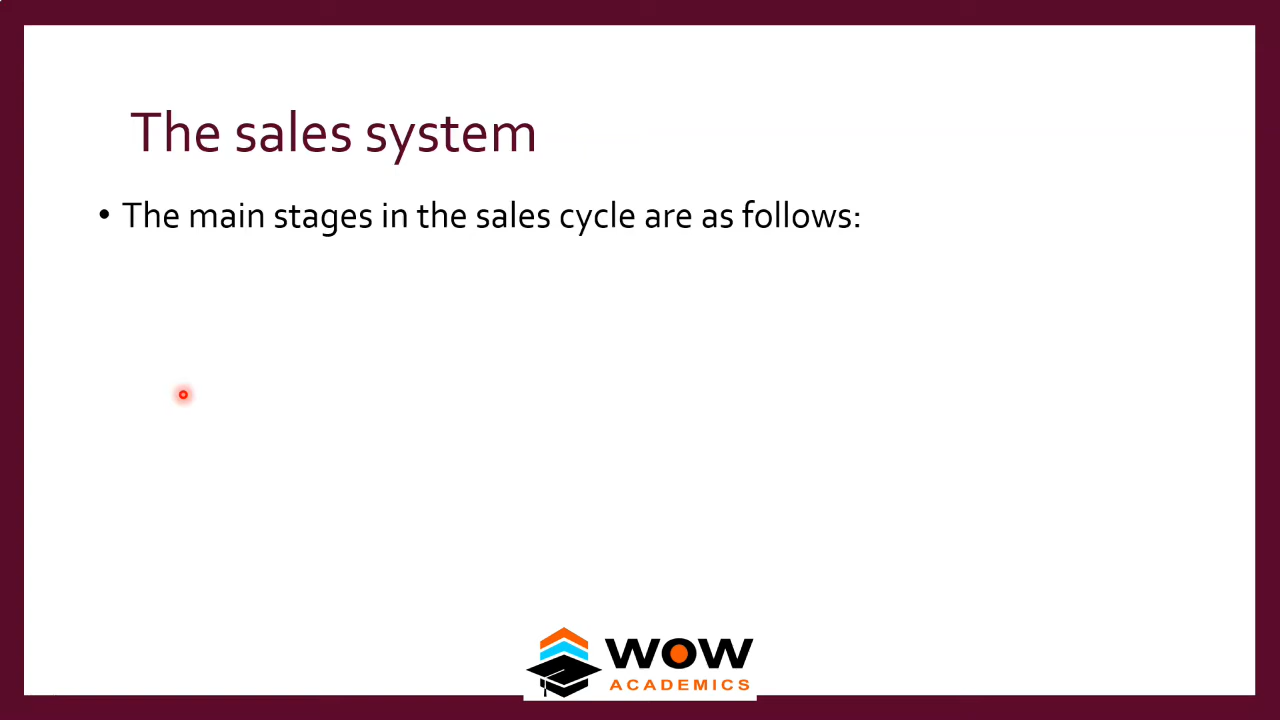 The sales system
• The main stages in the sales cycle are as follows:
WOW
ACADEMICS